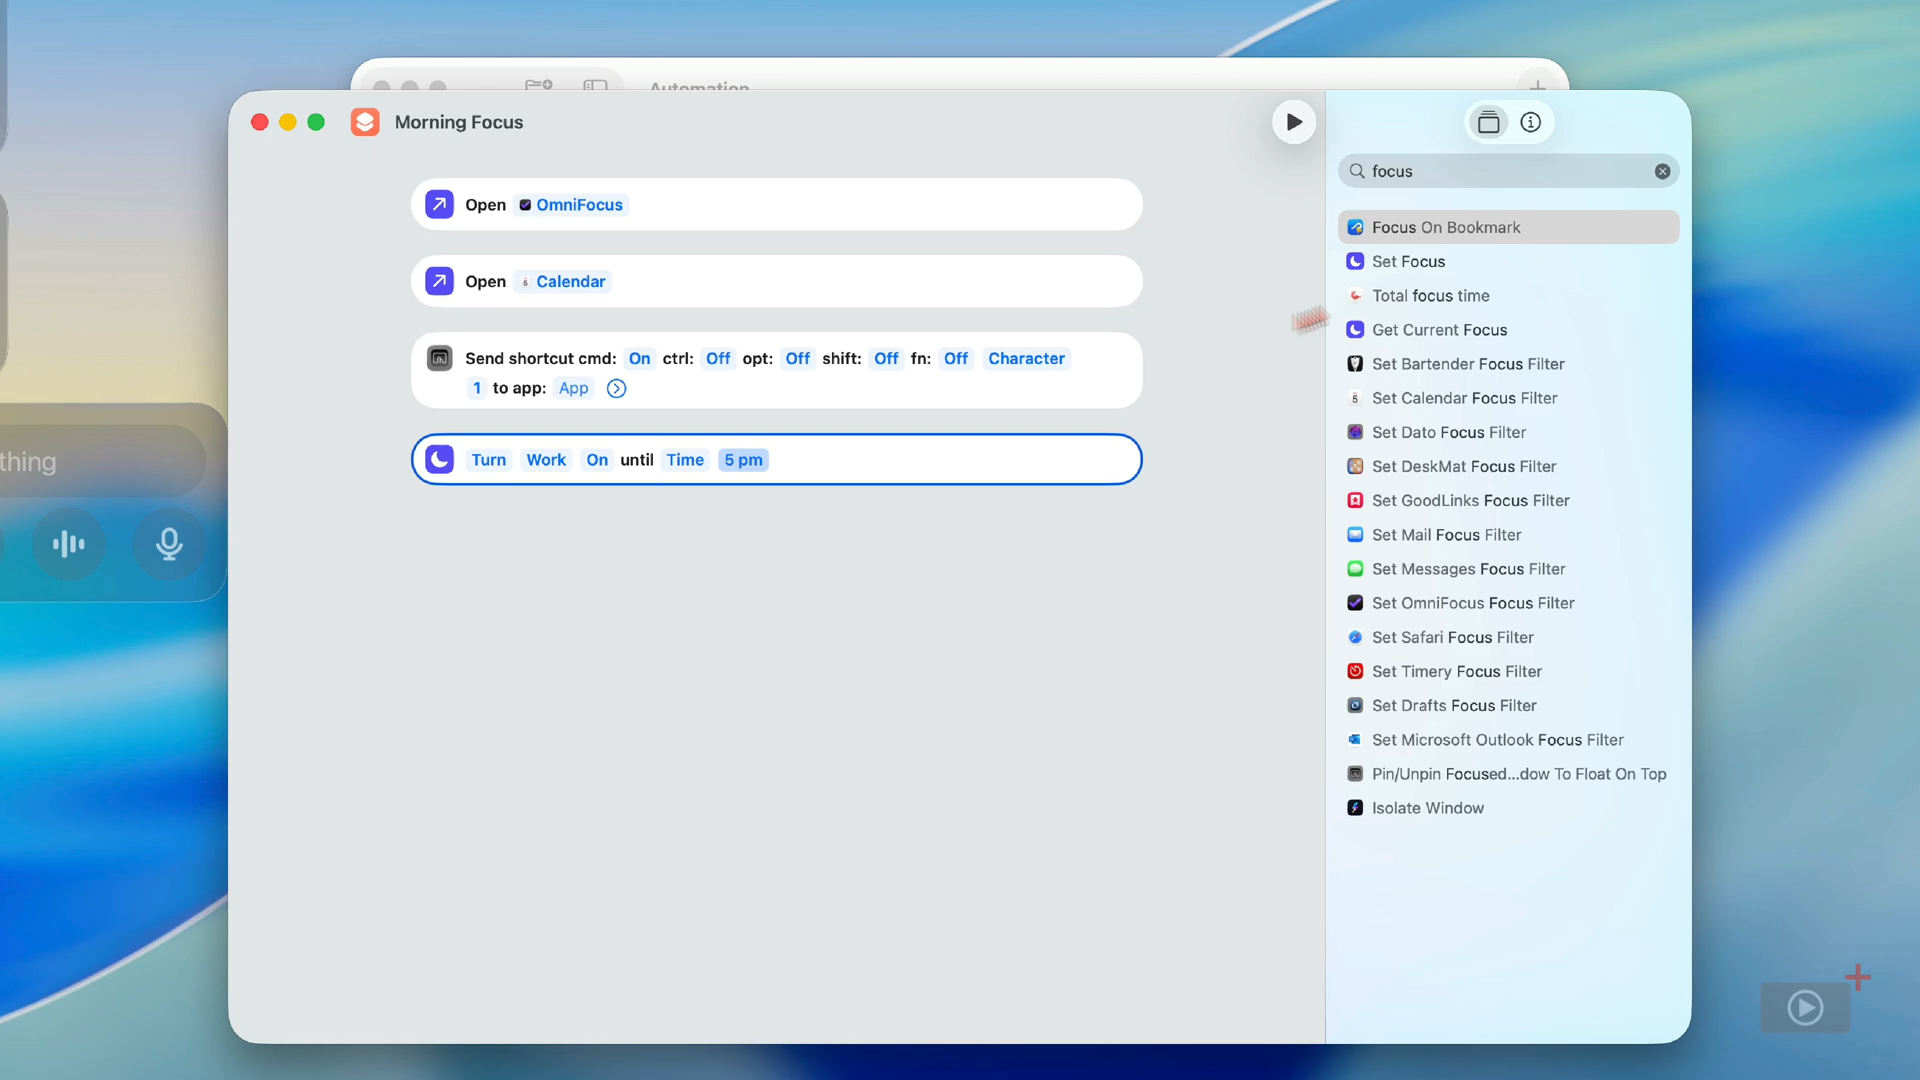 Automation
Morning Focus
Open OmniFocus
Open 6 Calendar
Send shortcut cmd: On ctrl: Off opt: Off shift: Off fn: Off Character
1 to app: App
Turn Work On until Time 5 pm
thing
focus
Focus On Bookmark
Set Focus
Total focus time
Get Current Focus
Set Bartender Focus Filter
Set Calendar Focus Filter
Set Dato Focus Filter
Set DeskMat Focus Filter
Set GoodLinks Focus Filter
Set Mail Focus Filter
Set Messages Focus Filter
Set OmniFocus Focus Filter
Set Safari Focus Filter
Set Timery Focus Filter
Set Drafts Focus Filter
Set Microsoft Outlook Focus Filter
Pin/Unpin Focused...dow To Float On Top
Isolate Window